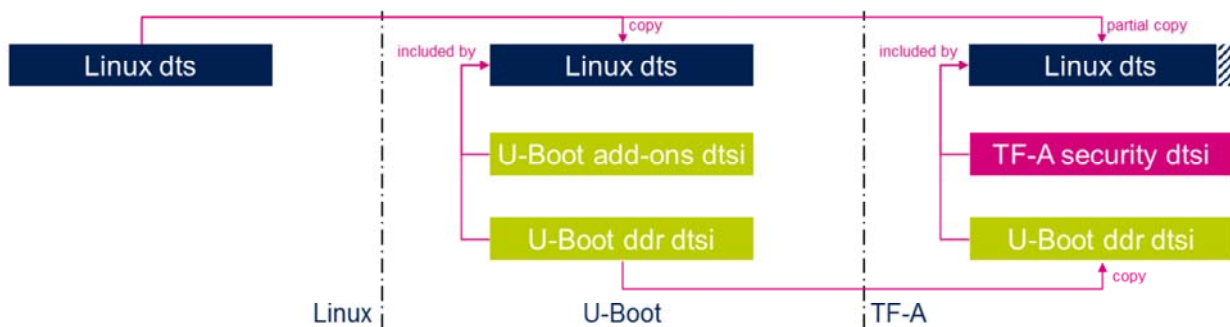 copy
partial copy
Linux dts
included by
Linux dts
included by
Linux dts
U-Boot add-ons dtsi
TF-A security dtsi
U-Boot ddr dtsi
U-Boot ddr dtsi
copy
Linux
U-Boot
TF-A